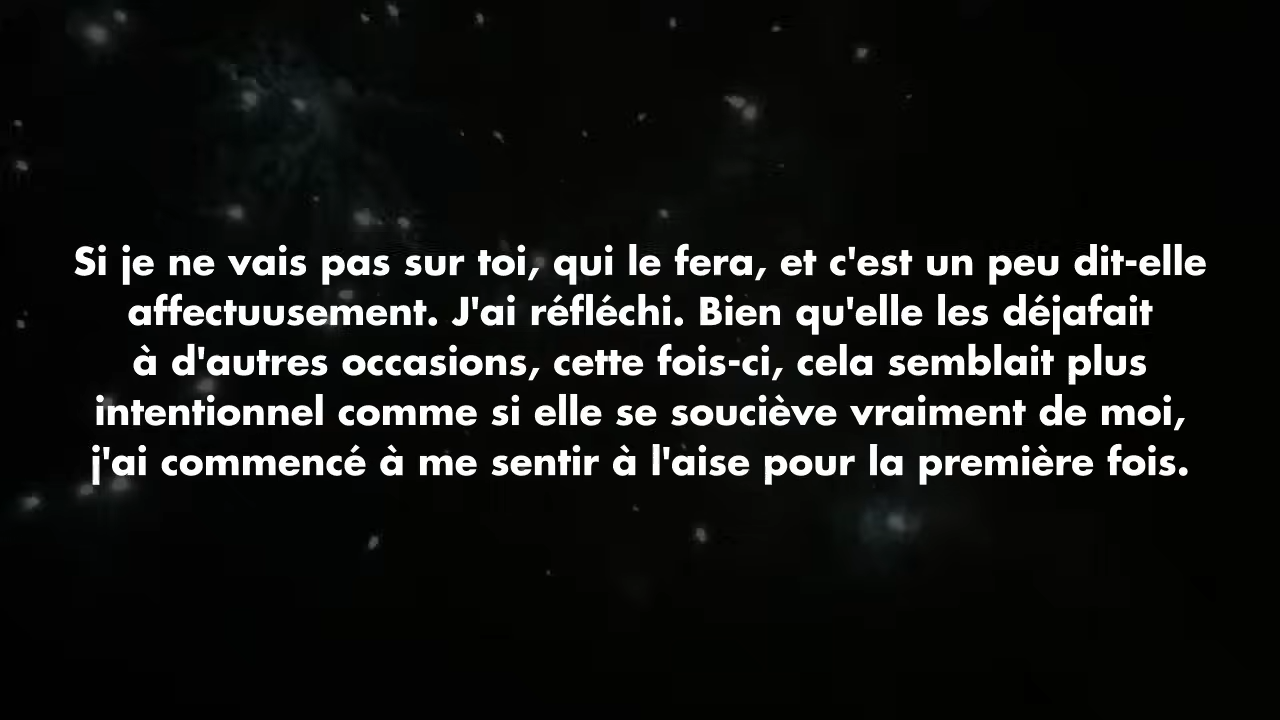 Si je ne vais pas sur toi, qui le fera, et c'est un peu dit-elle
affectuusement. J'ai réfléchi. Bien qu'elle les déjafait
à d'autres occasions, cette fois-ci, cela semblait plus
intentionnel comme si elle se souciève vraiment de moi,
j'ai commencé à me sentir à l'aise pour la première fois.